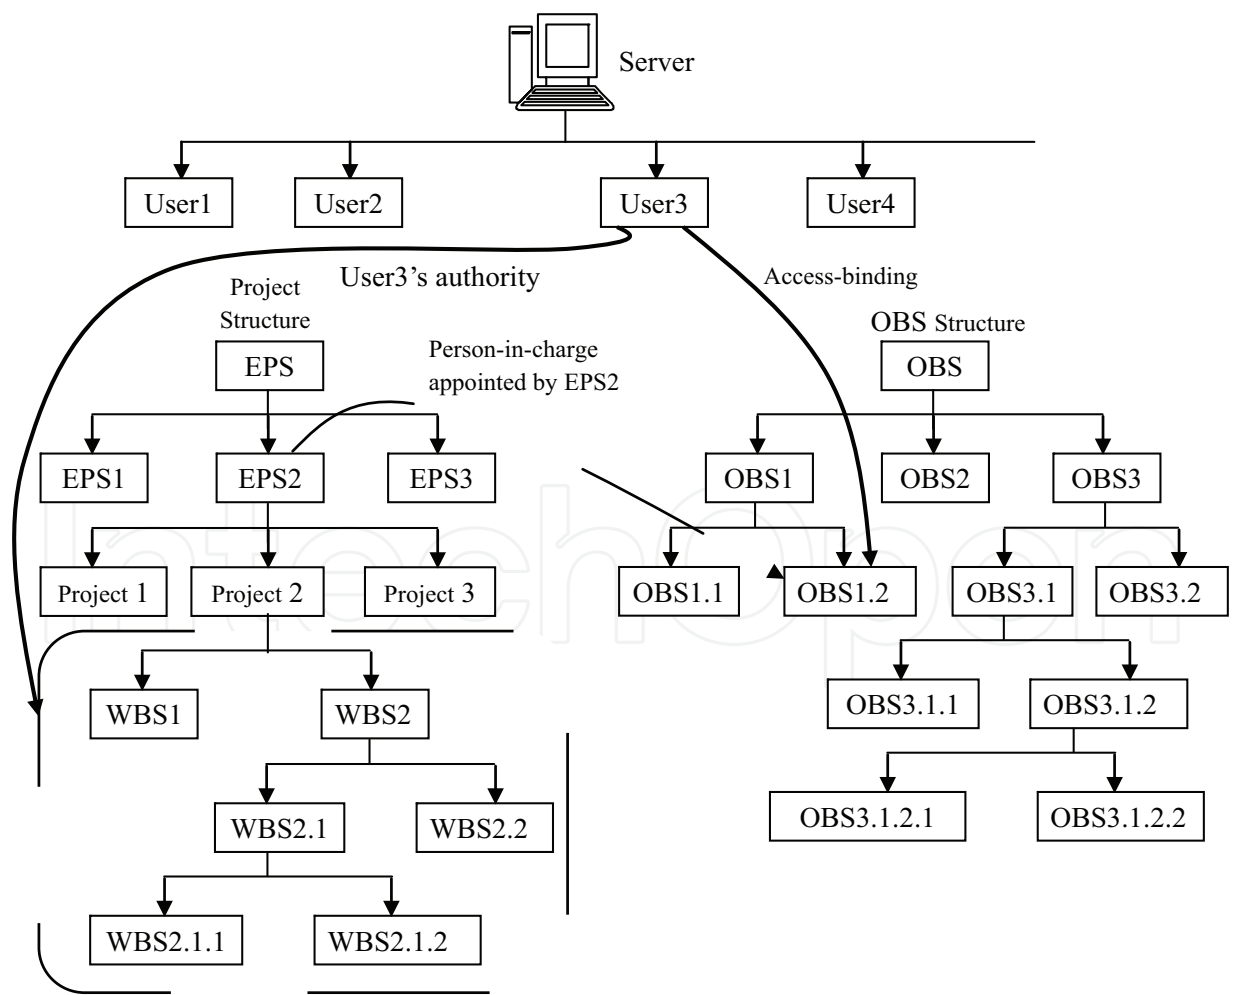 Server
User1
User2
User3
User4
User3’s authority
Access-binding
Project
Structure
OBS Structure
EPS
Person-in-charge
appointed by EPS2
OBS
EPS1
EPS2
EPS3
OBS1
OBS2
OBS3
Project 1
Project 2
Project 3
OBS1.1
OBS1.2
OBS3.1
OBS3.2
WBS1
WBS2
OBS3.1.1
OBS3.1.2
WBS2.1
WBS2.2
OBS3.1.2.1
OBS3.1.2.2
WBS2.1.1
WBS2.1.2
IntechOpen